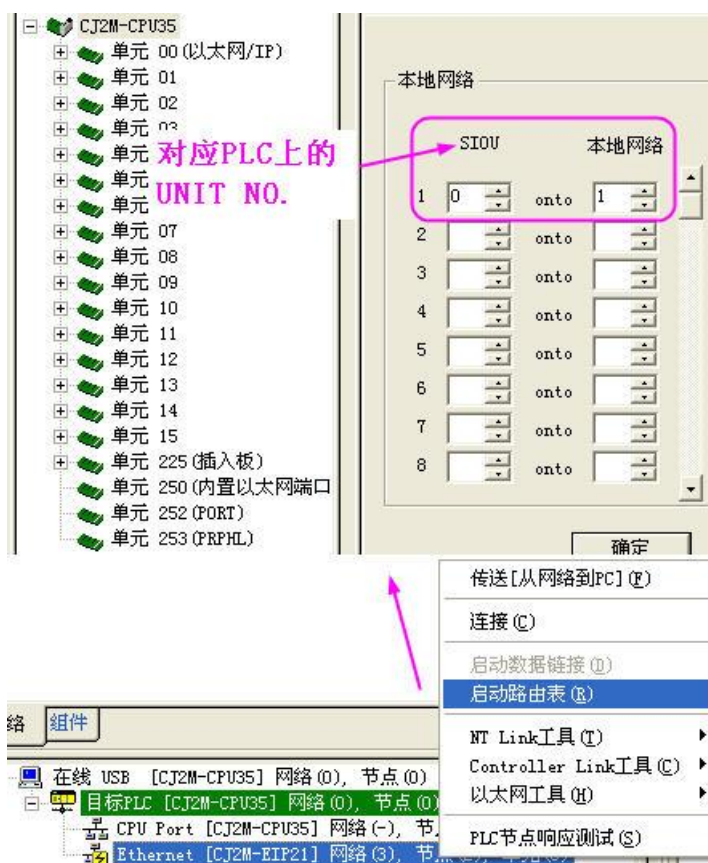 CJ2M-CPU35
单元 00(以太网/IP)
单元 01
单元 02
单元 03
单元
单元
单元
单元 07
单元 08
单元 09
单元 10
单元 11
单元 12
单元 13
单元 14
单元 15
单元 225(插入板)
单元 250(内置以太网端口
单元 252(PORT)
单元 253(PRPHL)
对应PLC上的
UNIT NO.
本地网络
SIOU 本地网络
1 0 onto 1
2 onto
3 onto
4 onto
5 onto
6 onto
7 onto
8 onto
确定
传送[从网络到PC](F)
连接(C)
启动数据链接(D)
启动路由表(R)
NT Link工具(T)
Controller Link工具(C)
以太网工具(H)
PLC节点响应测试(S)
络 组件
在线 USB [CJ2M-CPU35] 网络(0), 节点(0)
目标PLC [CJ2M-CPU35] 网络(0), 节点(0)
CPU Port [CJ2M-CPU35] 网络(-), 节
Ethernet [CJ2M-EIP21] 网络(3), 节